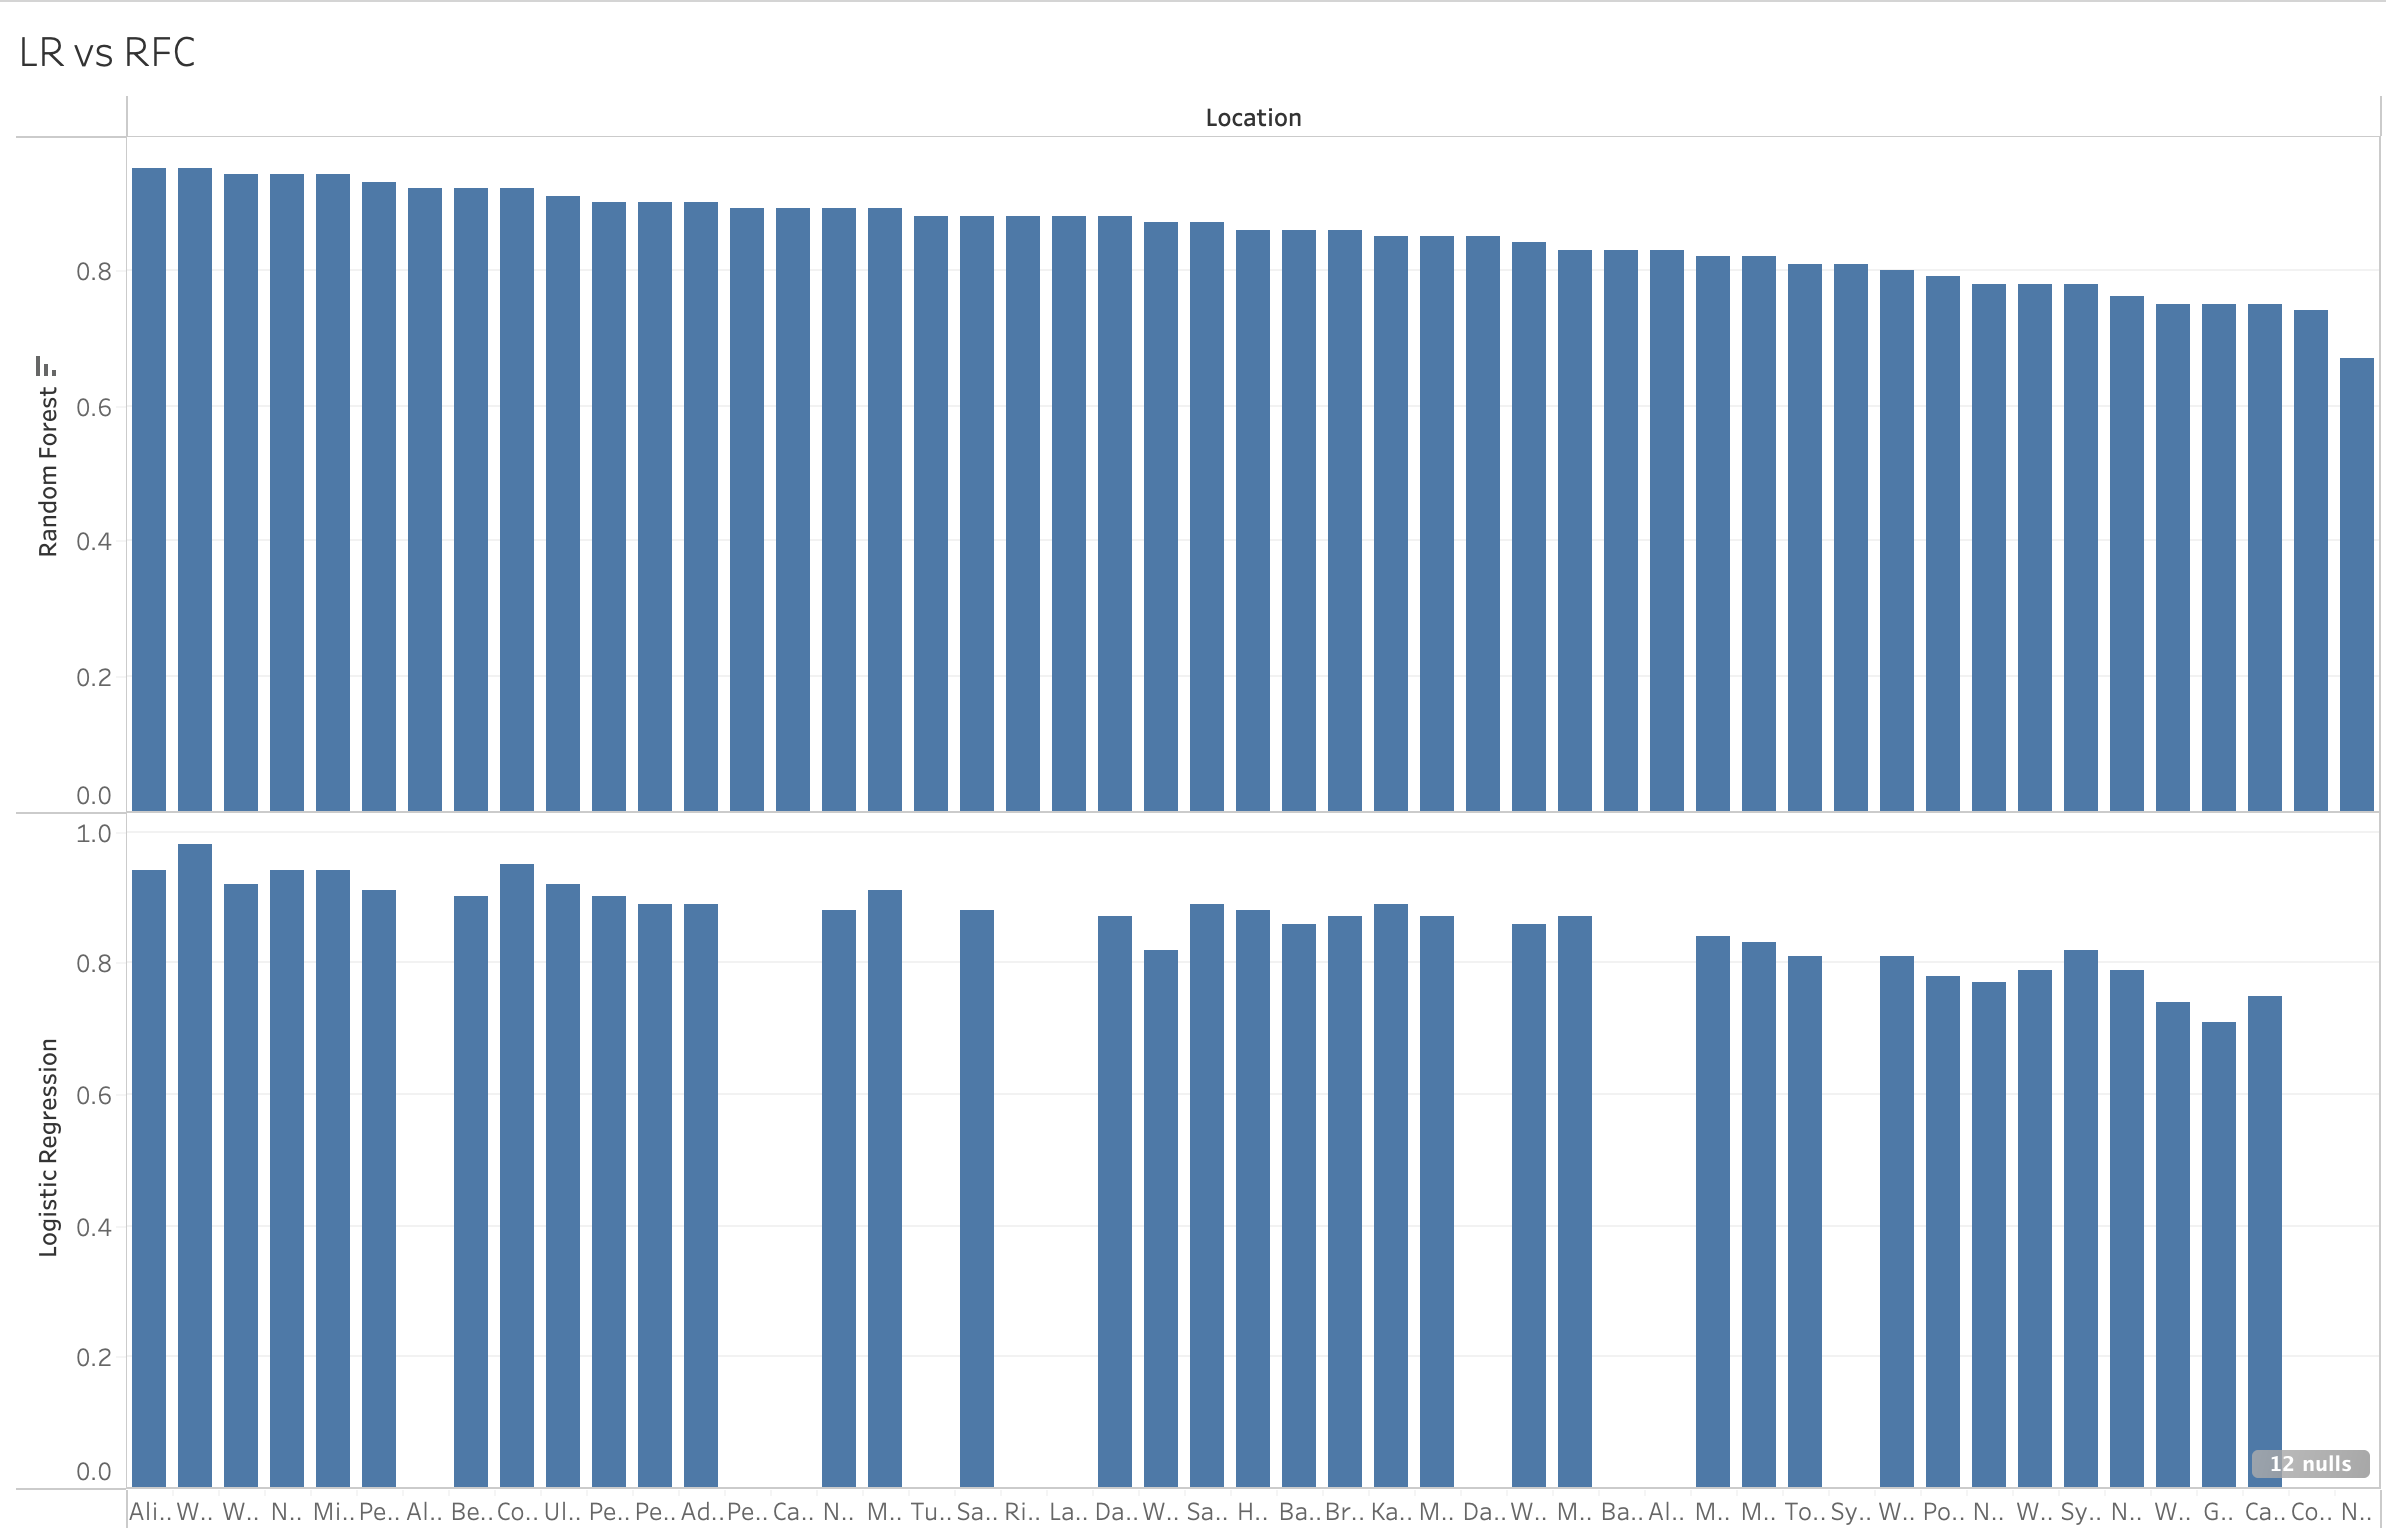 LR vs RFC
Location
Random Forest
0.8
0.6
0.4
0.2
0.0
Logistic Regression
1.0
0.8
0.6
0.4
0.2
0.0
12 nulls
Ali.. W.. W.. N.. Mi.. Pe.. Al.. Be.. Co.. Ul.. Pe.. Pe.. Ad.. Pe.. Ca.. N.. M.. Tu.. Sa.. Ri.. La.. Da.. W.. Sa.. H.. Ba.. Br.. Ka.. M.. Da.. W.. M.. Ba.. Al.. M.. M.. To.. Sy.. W.. Po.. N.. W.. Sy.. N.. W.. G.. Ca.. Co.. N..